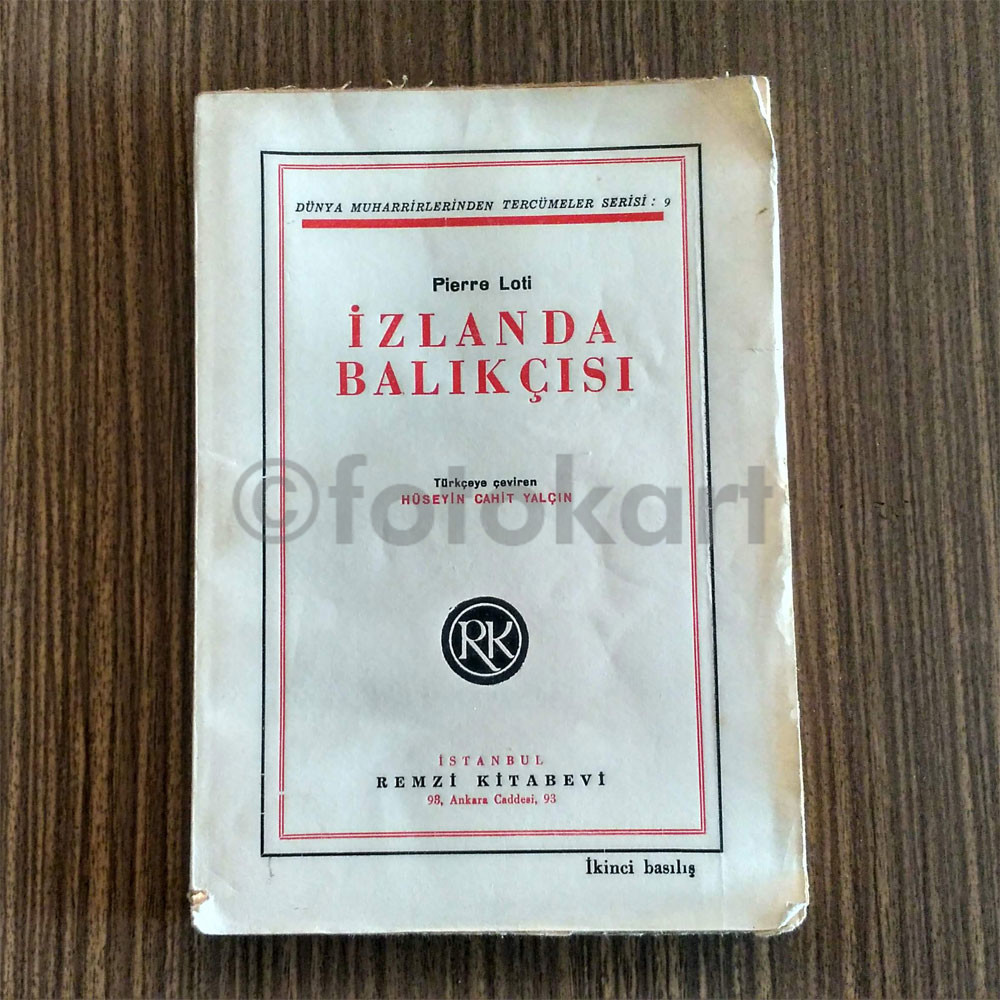 DÜNYA MUHARRİRLERİNDEN TERCÜMELER SERİSİ : 9
Pierre Loti
İZLANDA
BALIKÇISI
Türkçeye çeviren
HÜSEYİN CAHİT YALÇIN
©fotokart
RK
İSTANBUL
REMZİ KİTABEVİ
93, Ankara Caddesi, 93
İkinci basılış